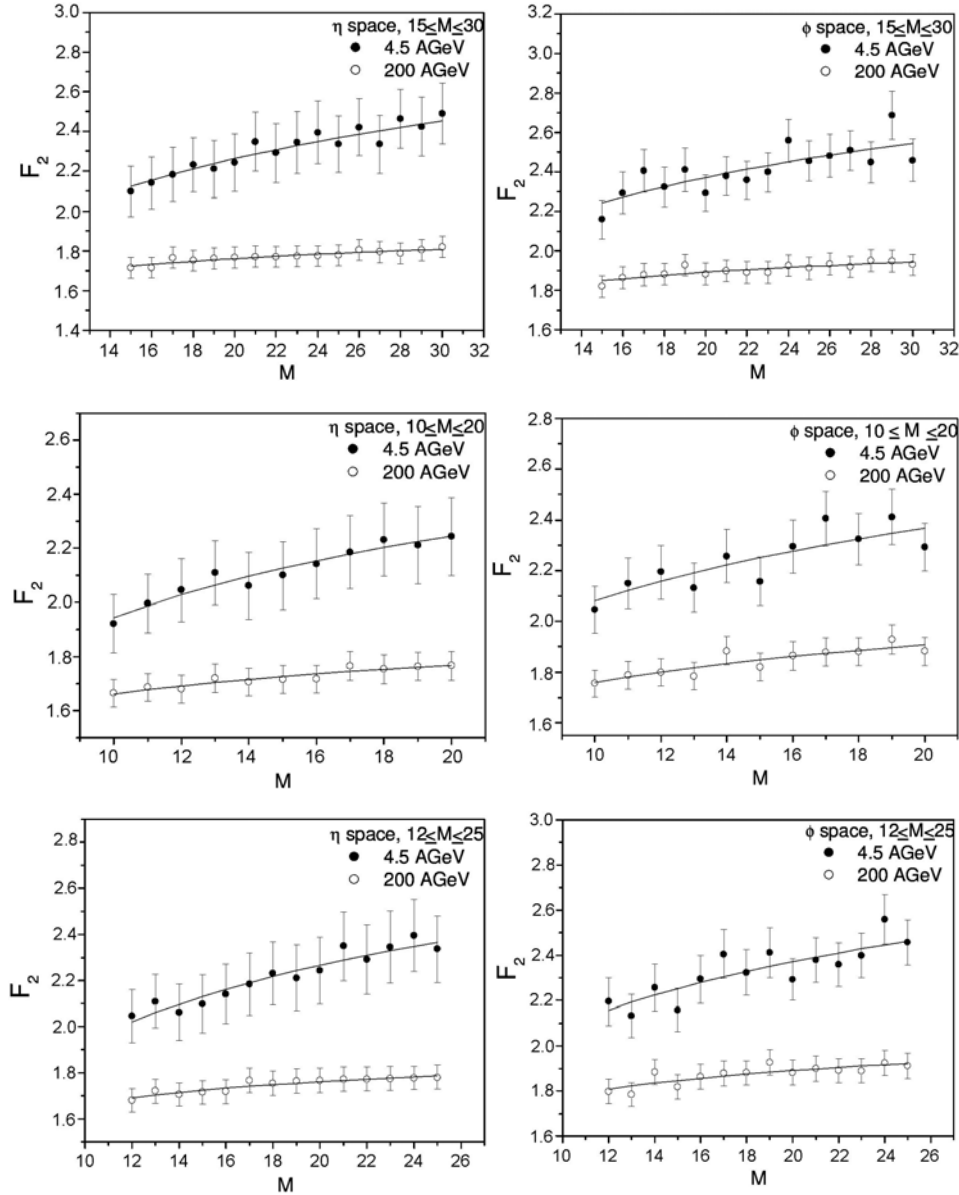 η space, 15≤M≤30
4.5 AGeV
200 AGeV
3.0
2.8
2.6
2.4
2.2
2.0
1.8
1.6
1.4
F2
14 16 18 20 22 24 26 28 30 32
M
ϕ space, 15≤M≤30
4.5 AGeV
200 AGeV
3.2
3.0
2.8
2.6
2.4
2.2
2.0
1.8
1.6
F2
14 16 18 20 22 24 26 28 30 32
M
η space, 10≤M≤20
4.5 AGeV
200 AGeV
2.6
2.4
2.2
2.0
1.8
1.6
F2
10 12 14 16 18 20
M
ϕ space, 10 ≤ M ≤20
4.5 AGeV
200 AGeV
2.8
2.6
2.4
2.2
2.0
1.8
1.6
F2
10 12 14 16 18 20
M
η space, 12≤M≤25
4.5 AGeV
200 AGeV
2.8
2.6
2.4
2.2
2.0
1.8
1.6
F2
10 12 14 16 18 20 22 24 26
M
ϕ space, 12≤M≤25
4.5 AGeV
200 AGeV
3.0
2.8
2.6
2.4
2.2
2.0
1.8
1.6
F2
10 12 14 16 18 20 22 24 26
M